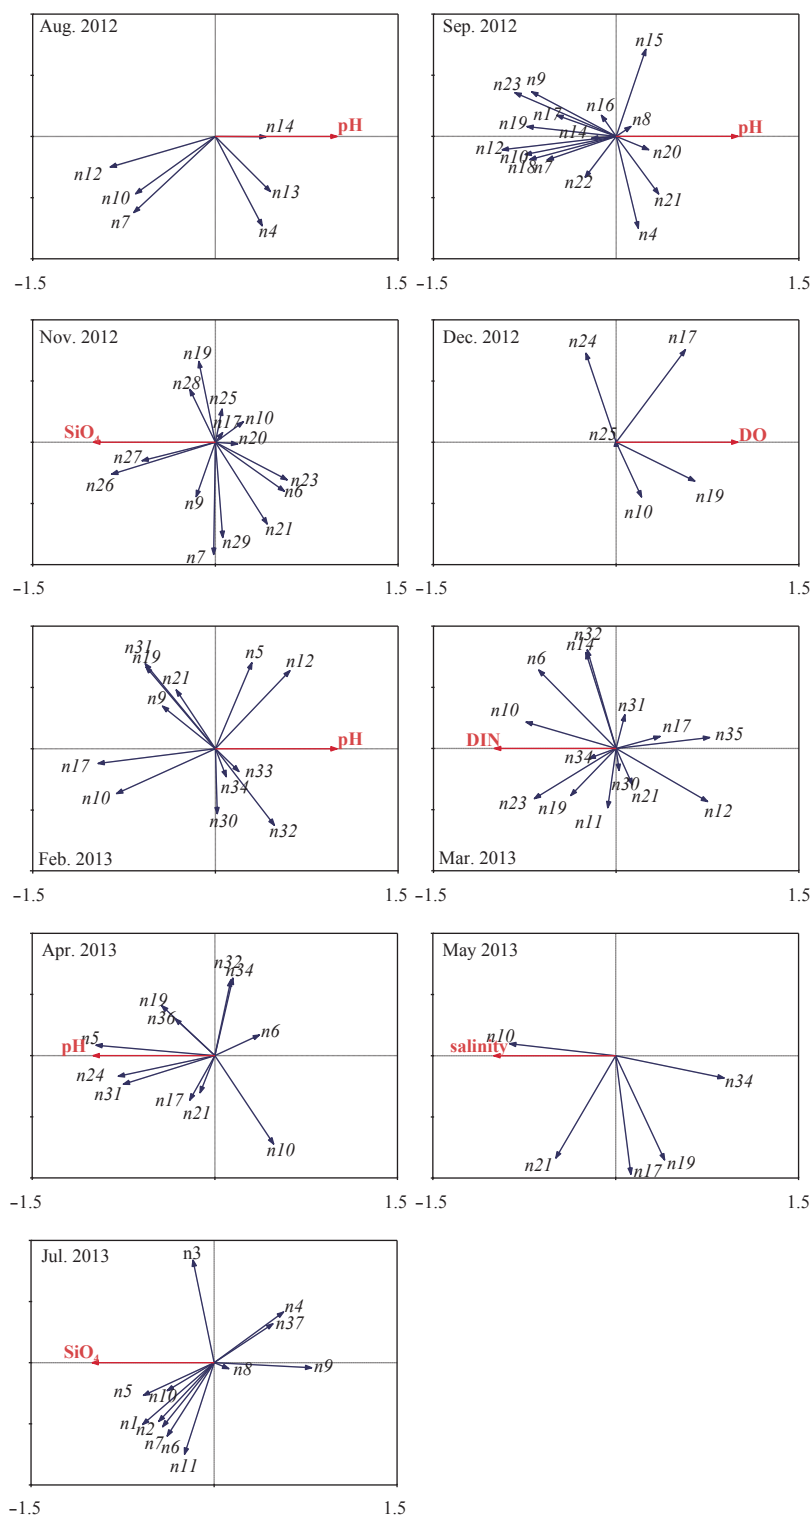 Aug. 2012
n14
pH
n12
n10
n7
n13
n4
−1.5
1.5
Sep. 2012
n15
n9
n23
n16
n17
n19
n8
n14
pH
n12
n10
n18
n7
n20
n22
n21
n4
−1.5
1.5
Nov. 2012
n19
n28
n25
n17
n10
SiO4
n20
n27
n26
n23
n9
n6
n21
n29
n7
−1.5
1.5
Dec. 2012
n24
n17
n25
DO
n19
n10
−1.5
1.5
n31
n19
n5
n12
n21
n9
pH
n17
n33
n10
n34
n30
n32
Feb. 2013
−1.5
1.5
n32
n14
n6
n10
n31
n17
n35
DIN
n34
n30
n23
n19
n21
n12
n11
Mar. 2013
−1.5
1.5
Apr. 2013
n32
n34
n19
n36
n5
n6
pH
n24
n31
n17
n21
n10
−1.5
1.5
May 2013
n10
salinity
n34
n21
n19
n17
−1.5
1.5
Jul. 2013
n3
n4
n37
SiO4
n8
n9
n5
n10
n1
n2
n7
n6
n11
−1.5
1.5